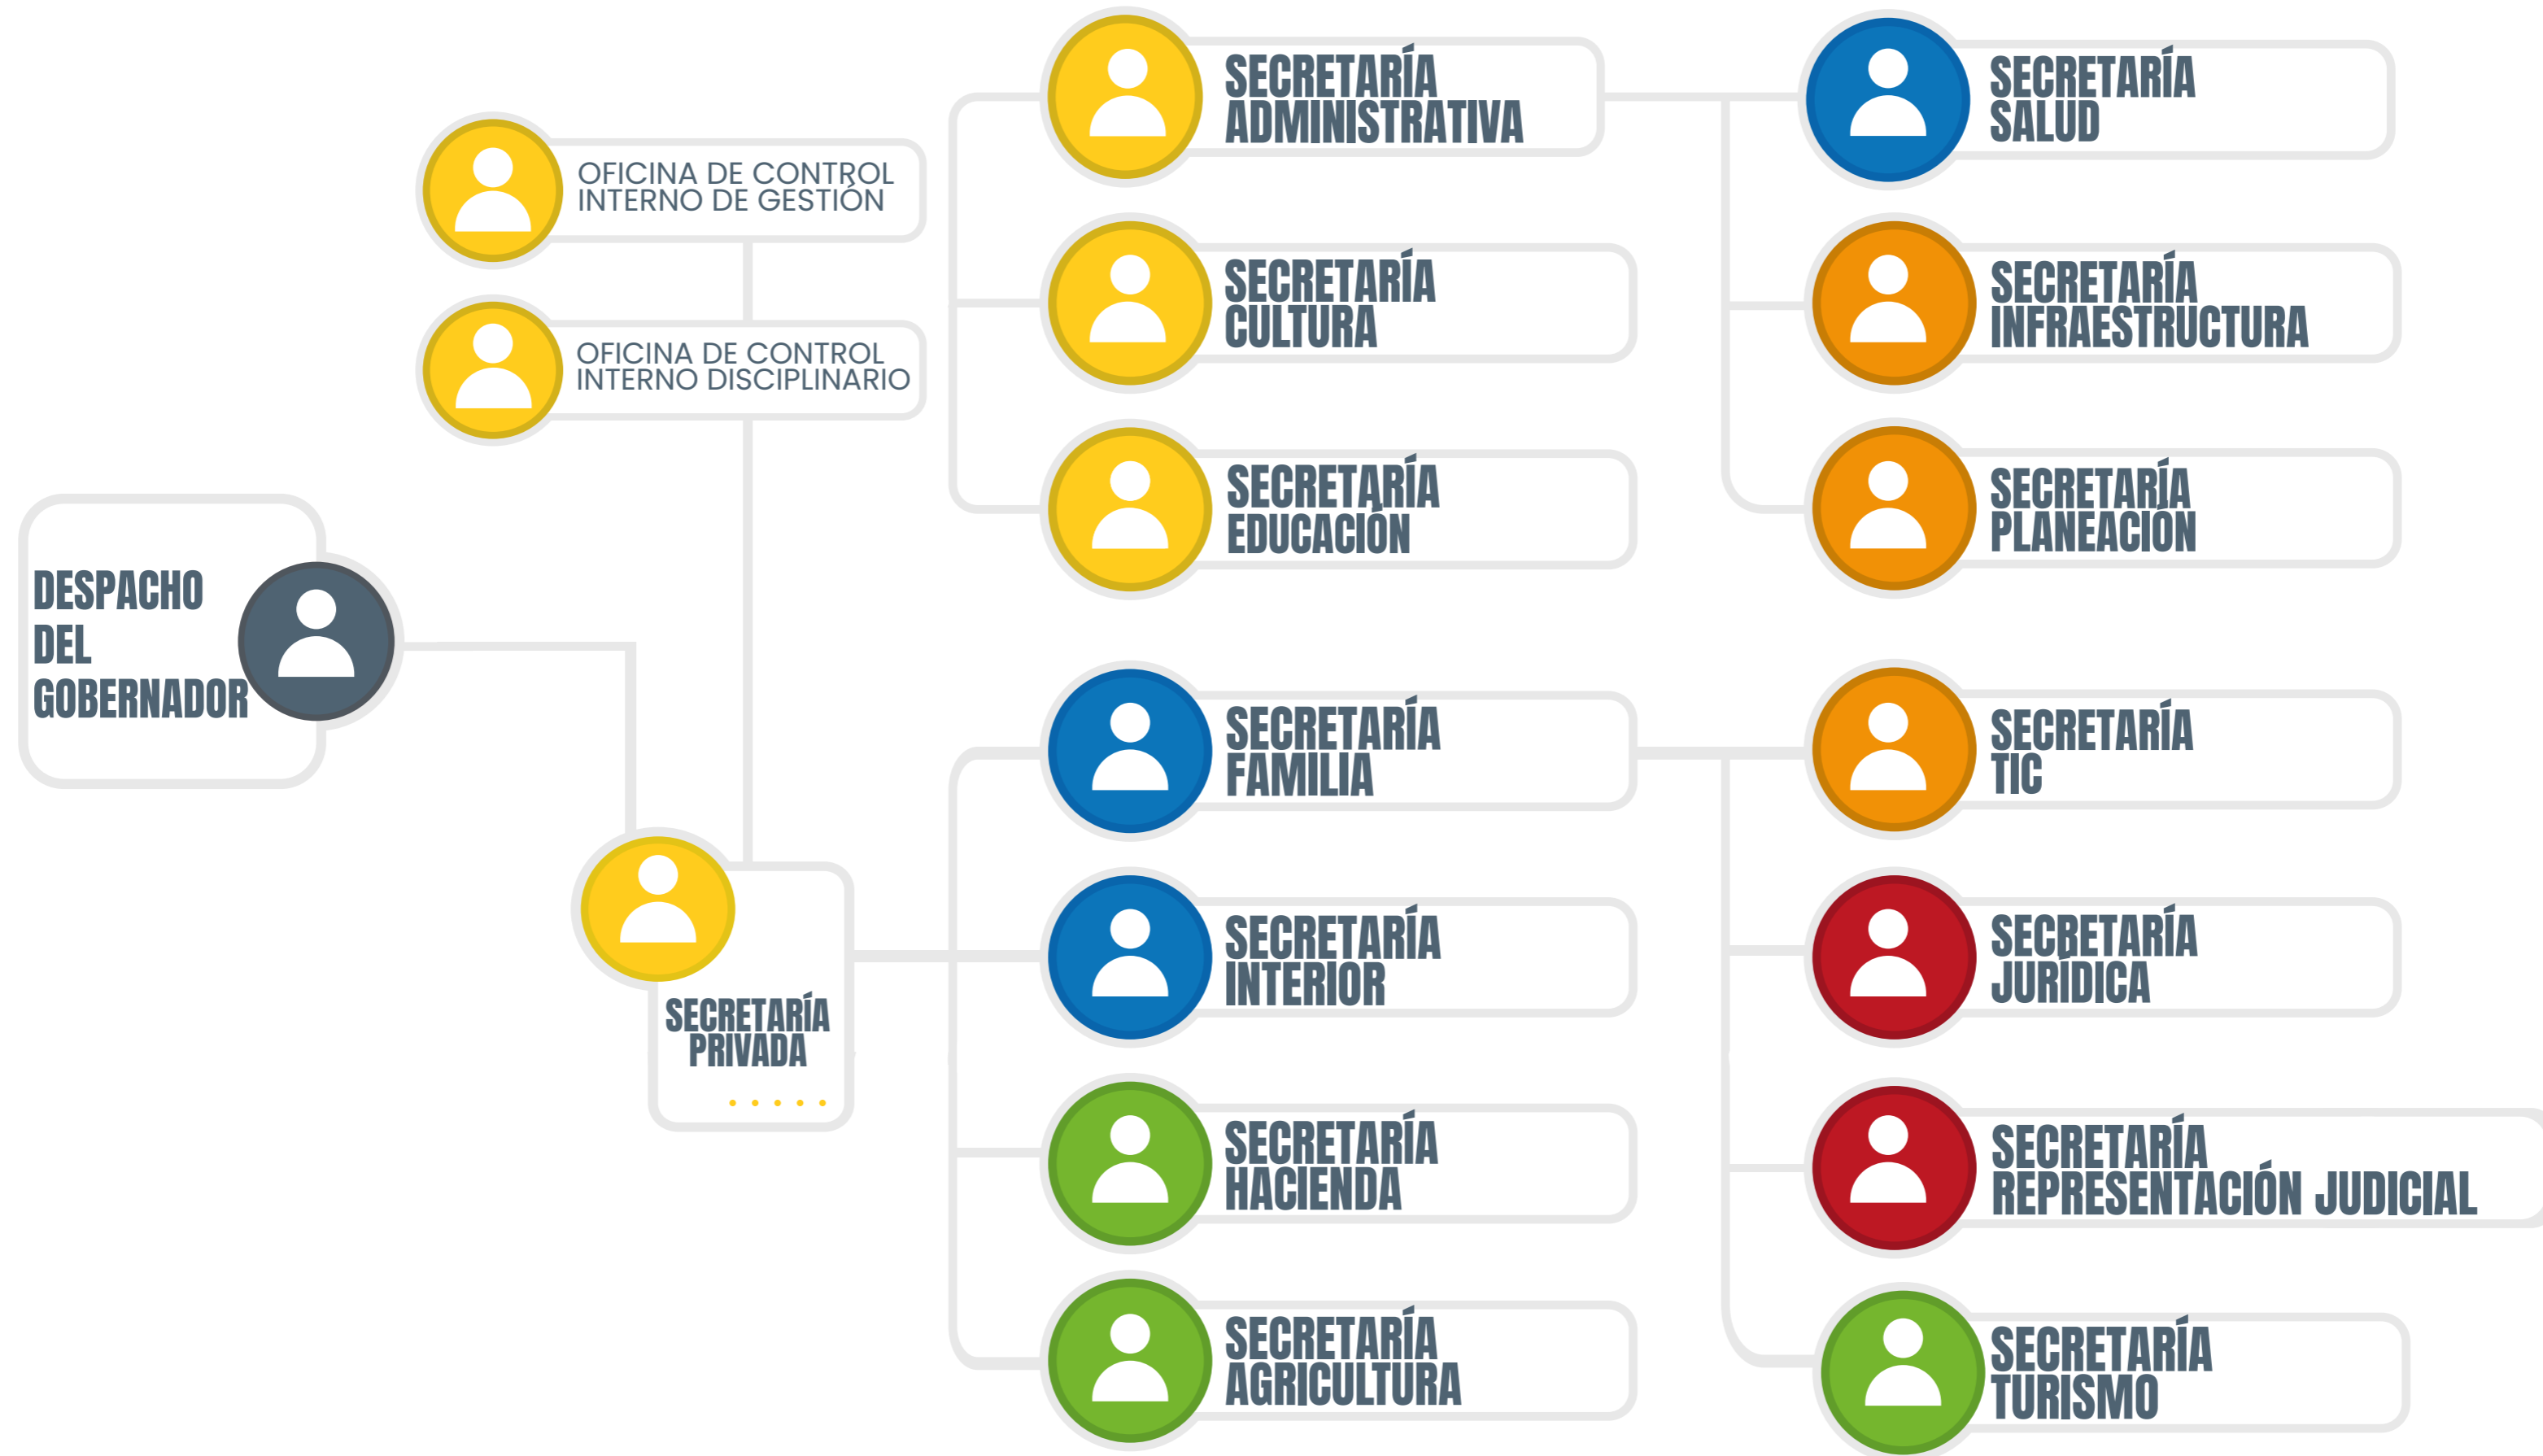 DESPACHO
DEL
GOBERNADOR
OFICINA DE CONTROL
INTERNO DE GESTIÓN
OFICINA DE CONTROL
INTERNO DISCIPLINARIO
SECRETARÍA
PRIVADA
SECRETARÍA
ADMINISTRATIVA
SECRETARÍA
CULTURA
SECRETARÍA
EDUCACIÓN
SECRETARÍA
FAMILIA
SECRETARÍA
INTERIOR
SECRETARÍA
HACIENDA
SECRETARÍA
AGRICULTURA
SECRETARÍA
SALUD
SECRETARÍA
INFRAESTRUCTURA
SECRETARÍA
PLANEACIÓN
SECRETARÍA
TIC
SECRETARÍA
JURÍDICA
SECRETARÍA
REPRESENTACIÓN JUDICIAL
SECRETARÍA
TURISMO